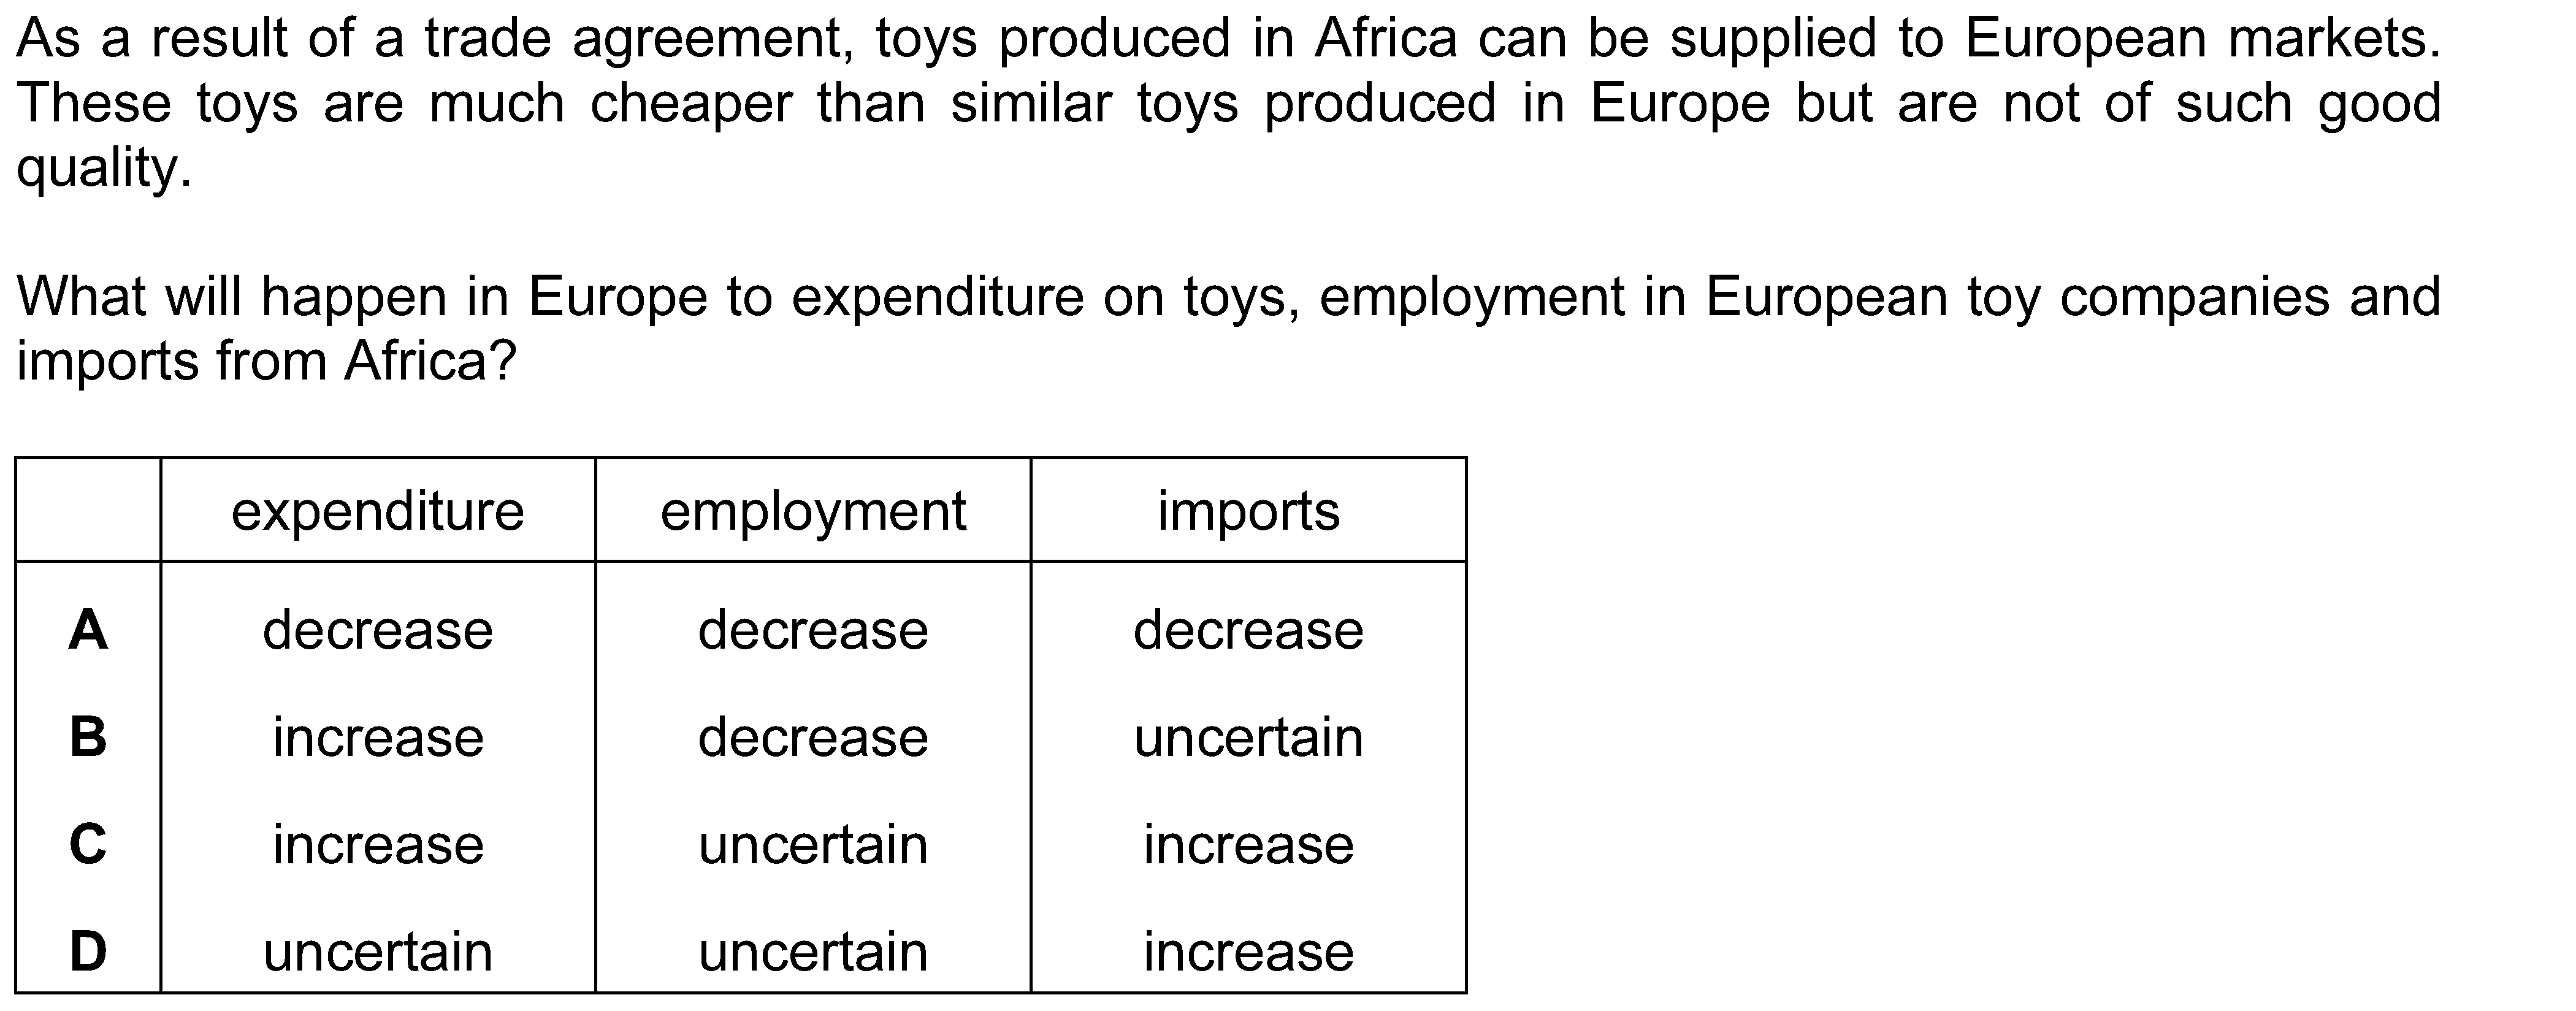 As a result of a trade agreement, toys produced in Africa can be supplied to European markets.
These toys are much cheaper than similar toys produced in Europe but are not of such good
quality.
What will happen in Europe to expenditure on toys, employment in European toy companies and
imports from Africa?
expenditure employment imports
A decrease decrease decrease
B increase decrease uncertain
C increase uncertain increase
D uncertain uncertain increase